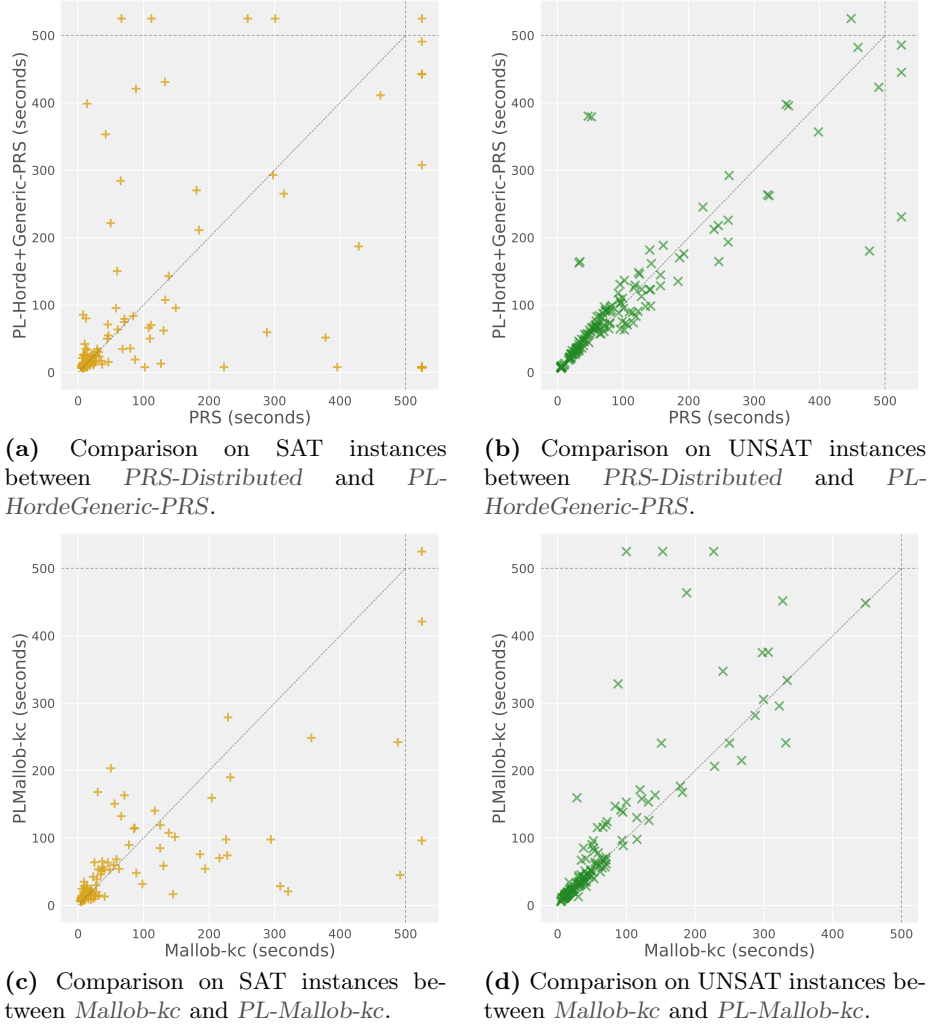 500
400
300
200
100
0
PL-Horde+Generic-PRS (seconds)
0 100 200 300 400 500
PRS (seconds)
500
400
300
200
100
0
PL-Horde+Generic-PRS (seconds)
0 100 200 300 400 500
PRS (seconds)
(a) Comparison on SAT instances
between PRS-Distributed and PL-
HordeGeneric-PRS.
(b) Comparison on UNSAT instances
between PRS-Distributed and PL-
HordeGeneric-PRS.
500
400
300
200
100
0
PLMallob-kc (seconds)
0 100 200 300 400 500
Mallob-kc (seconds)
500
400
300
200
100
0
PLMallob-kc (seconds)
0 100 200 300 400 500
Mallob-kc (seconds)
(c) Comparison on SAT instances be-
tween Mallob-kc and PL-Mallob-kc.
(d) Comparison on UNSAT instances be-
tween Mallob-kc and PL-Mallob-kc.